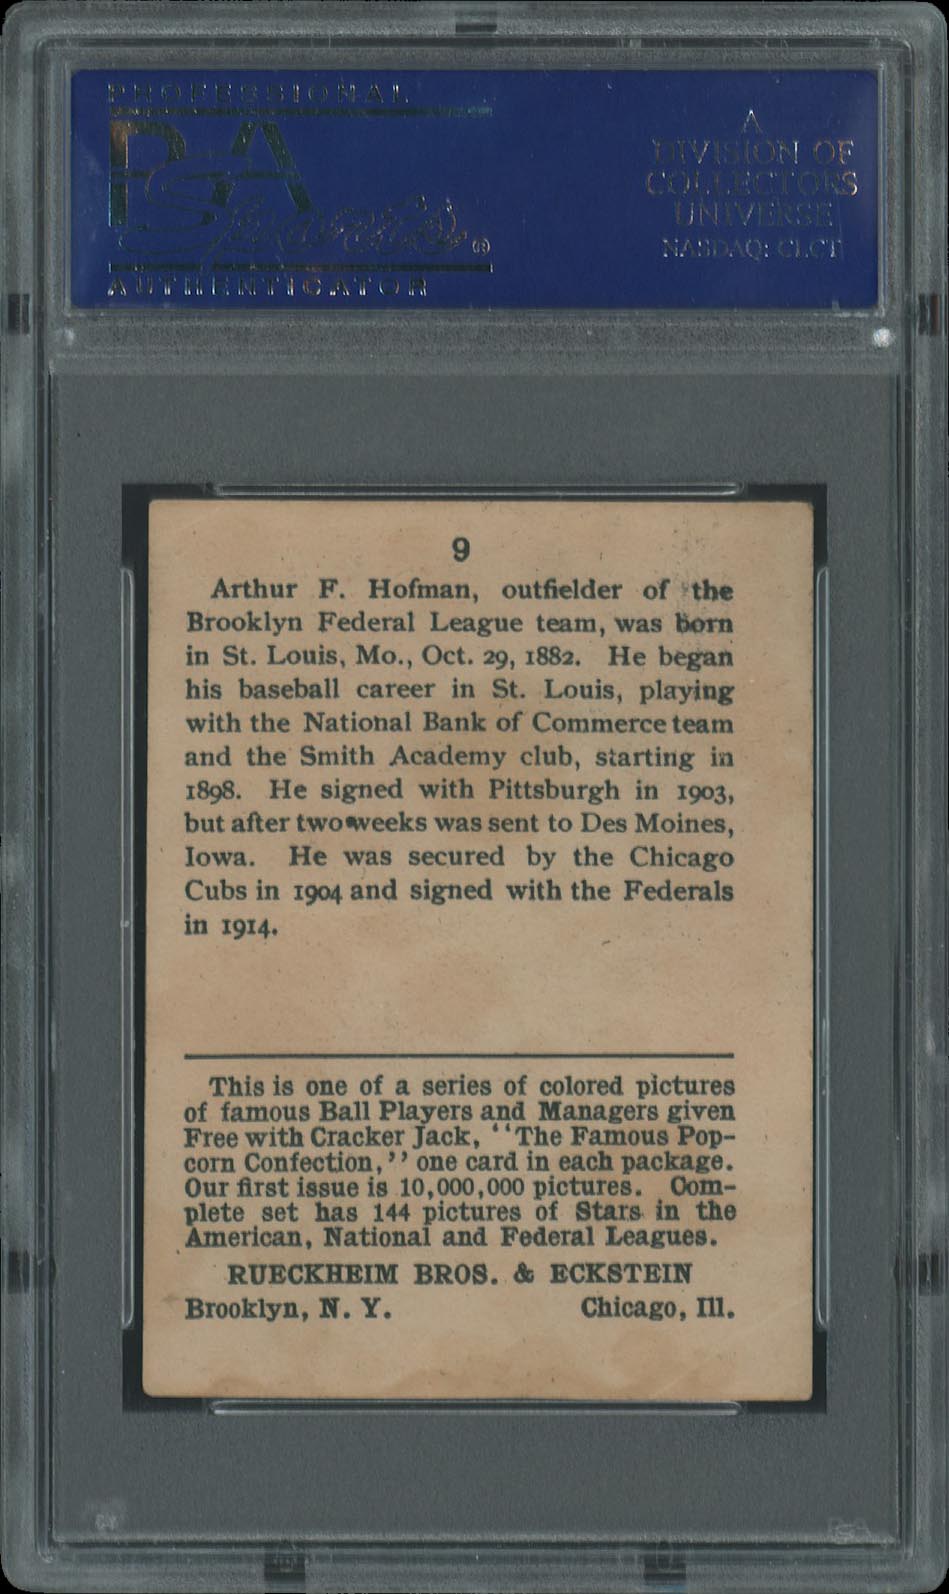 PROFESSIONAL
PSA
Sports
®
AUTHENTICATOR
A
DIVISION OF
COLLECTORS
UNIVERSE
NASDAQ: CLCT
9
Arthur F. Hofman, outfielder of the
Brooklyn Federal League team, was born
in St. Louis, Mo., Oct. 29, 1882. He began
his baseball career in St. Louis, playing
with the National Bank of Commerce team
and the Smith Academy club, starting in
1898. He signed with Pittsburgh in 1903,
but after two weeks was sent to Des Moines,
Iowa. He was secured by the Chicago
Cubs in 1904 and signed with the Federals
in 1914.
This is one of a series of colored pictures
of famous Ball Players and Managers given
Free with Cracker Jack, "The Famous Pop-
corn Confection," one card in each package.
Our first issue is 10,000,000 pictures. Com-
plete set has 144 pictures of Stars in the
American, National and Federal Leagues.
RUECKHEIM BROS. & ECKSTEIN
Brooklyn, N. Y. Chicago, Ill.
PSA